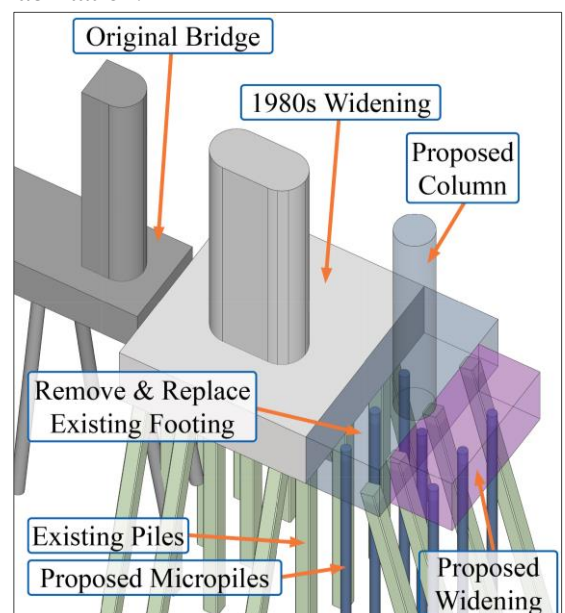 Original Bridge
1980s Widening
Proposed
Column
Remove & Replace
Existing Footing
Existing Piles
Proposed Micropiles
Proposed
Widening